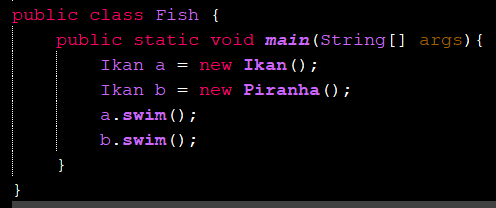 public class Fish {
    public static void main(String[] args){
        Ikan a = new Ikan();
        Ikan b = new Piranha();
        a.swim();
        b.swim();
    }
}